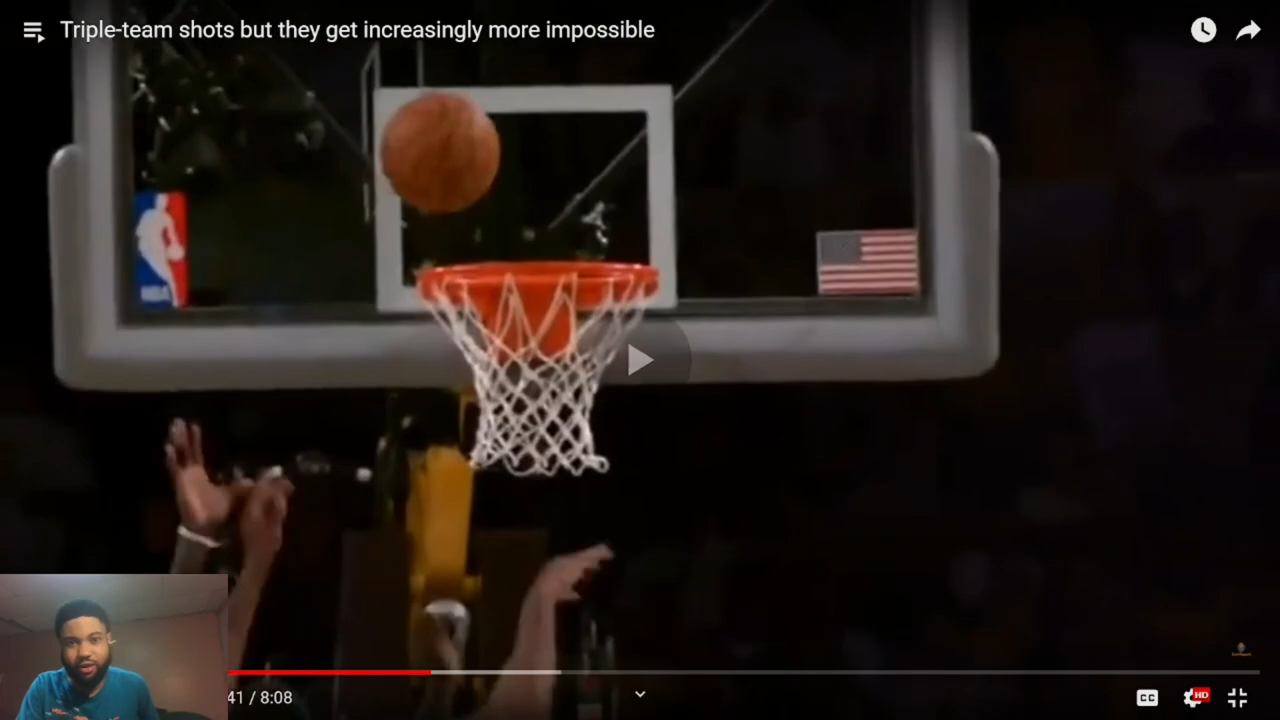 Triple-team shots but they get increasingly more impossible
NBA
41 / 8:08
CC
HD